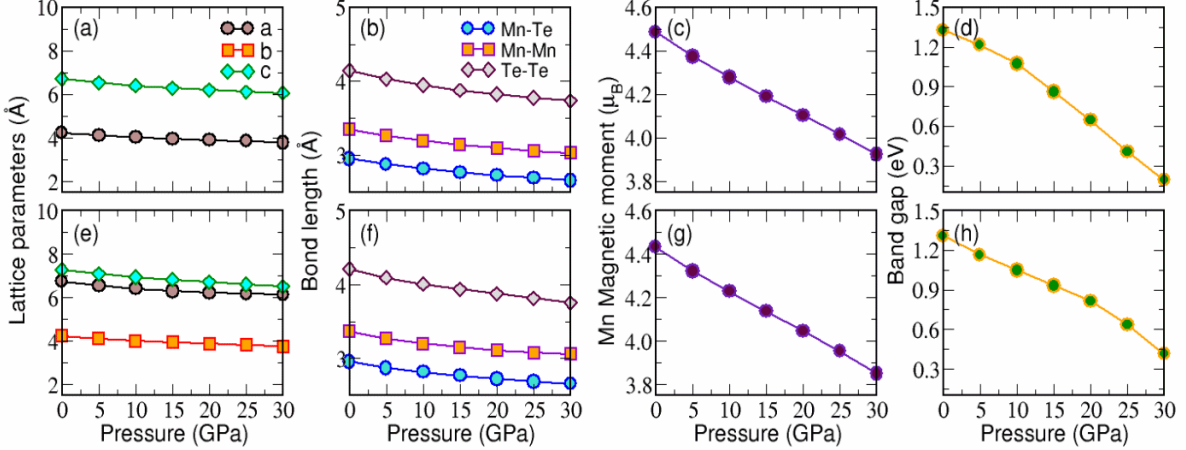 (a)
a
b
c
10
8
6
4
2
Lattice parameters (Å)
(b)
Mn-Te
Mn-Mn
Te-Te
5
4
3
Bond length (Å)
(c)
4.6
4.4
4.2
4.0
3.8
Mn Magnetic moment (μB)
(d)
1.5
1.2
0.9
0.6
0.3
Band gap (eV)
(e)
10
8
6
4
2
0 5 10 15 20 25 30
Pressure (GPa)
(f)
5
4
3
0 5 10 15 20 25 30
Pressure (GPa)
(g)
4.6
4.4
4.2
4.0
3.8
0 5 10 15 20 25 30
Pressure (GPa)
(h)
1.5
1.2
0.9
0.6
0.3
0 5 10 15 20 25 30
Pressure (GPa)